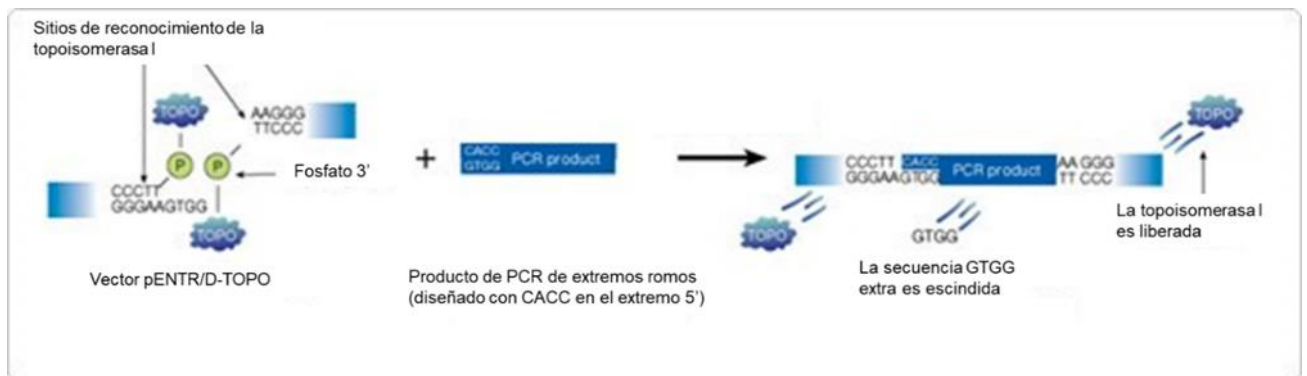 Sitios de reconocimiento de la
topoisomerasa I
TOPO
AAGGG
TTCCC
P
P
Fosfato 3'
CCCTT
GGGAAGTGG
TOPO
Vector pENTR/D-TOPO
+
CACC
GTGG
PCR product
Producto de PCR de extremos romos
(diseñado con CACC en el extremo 5')
CCCTT CACC PCR product AA GGG
GGGAAGTGG TT CCC
TOPO
GTGG
La secuencia GTGG
extra es escindida
TOPO
La topoisomerasa I
es liberada